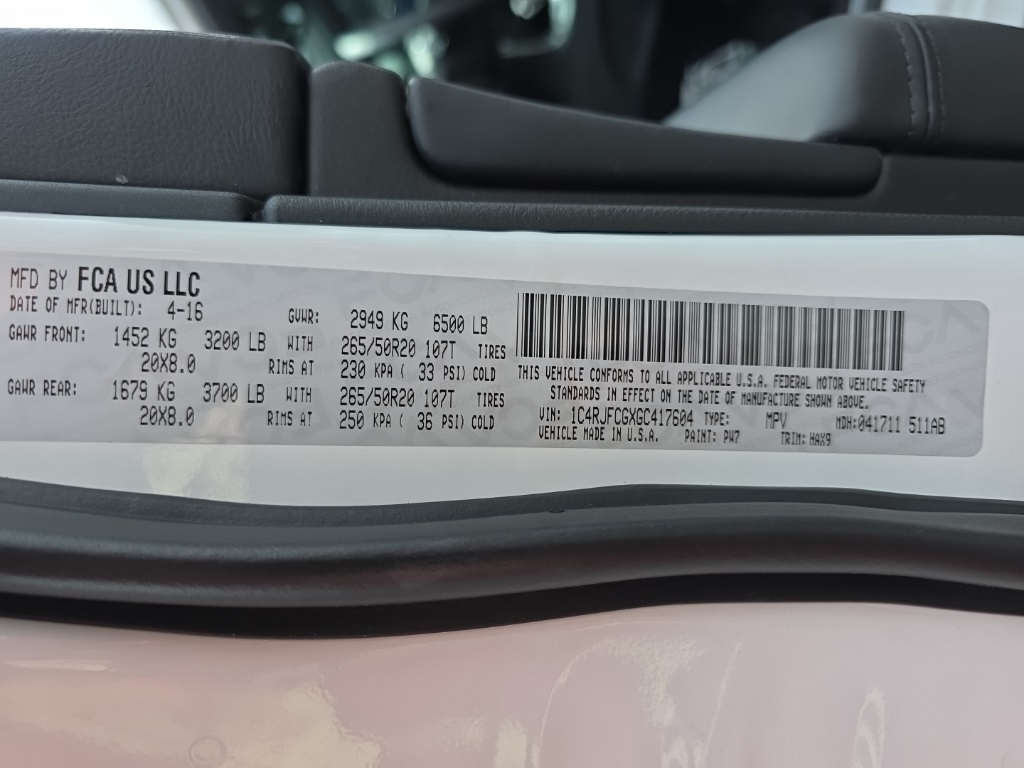 MFD BY FCA US LLC
DATE OF MFR(BUILT): 4-16 GVWR: 2949 KG 6500 LB
GAWR FRONT: 1452 KG 3200 LB WITH 265/50R20 107T TIRES
20X8.0 RIMS AT 230 KPA ( 33 PSI) COLD
GAWR REAR: 1679 KG 3700 LB WITH 265/50R20 107T TIRES
20X8.0 RIMS AT 250 KPA ( 36 PSI) COLD
THIS VEHICLE CONFORMS TO ALL APPLICABLE U.S.A. FEDERAL MOTOR VEHICLE SAFETY
STANDARDS IN EFFECT ON THE DATE OF MANUFACTURE SHOWN ABOVE.
VIN: 1C4RJFCGXGC417604 TYPE: MPV MDH:041711 511AB
VEHICLE MADE IN U.S.A. PAINT: PW7 TRIM: HAX9